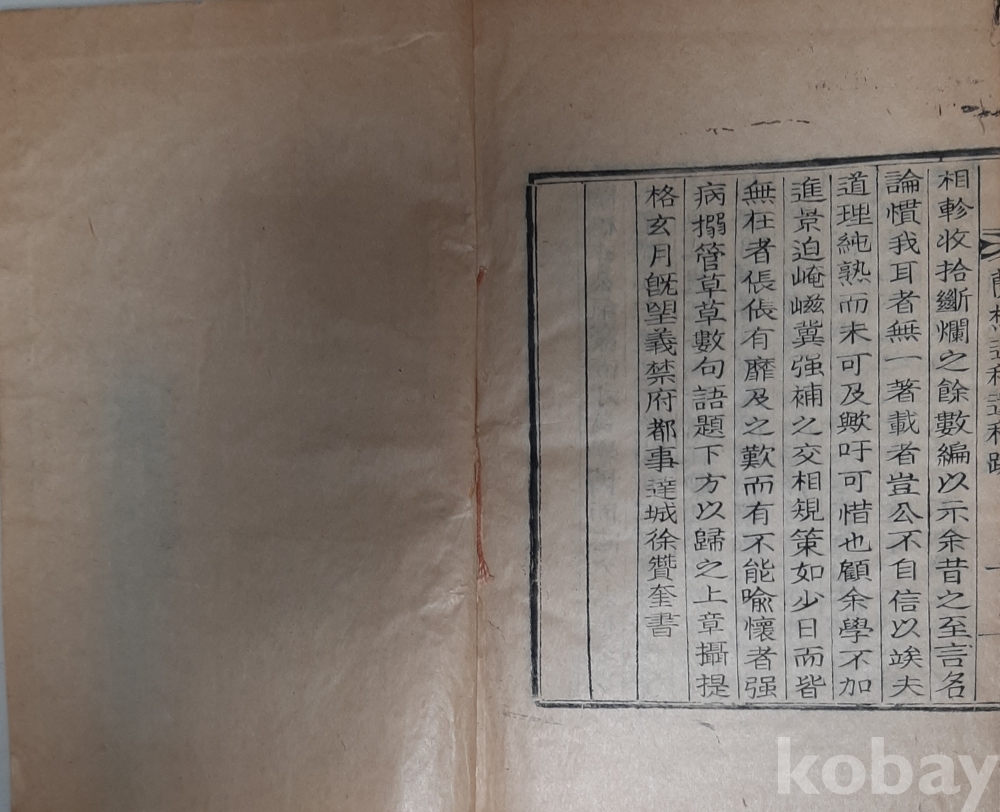 相軫收拾斷爛之餘數編以示余昔之至言各
論慣我耳者無一著載者豈公不自信以竢夫
道理純熟而未可及歟吁可惜也顧余學不加
進景迫崦嵫冀强補之交相規策如少日而皆
無在者倀倀有靡及之歎而有不能喩懷者强
病搦管草草數句語題下方以歸之上章攝提
格玄月旣望義禁府都事達城徐贊奎書
kobay